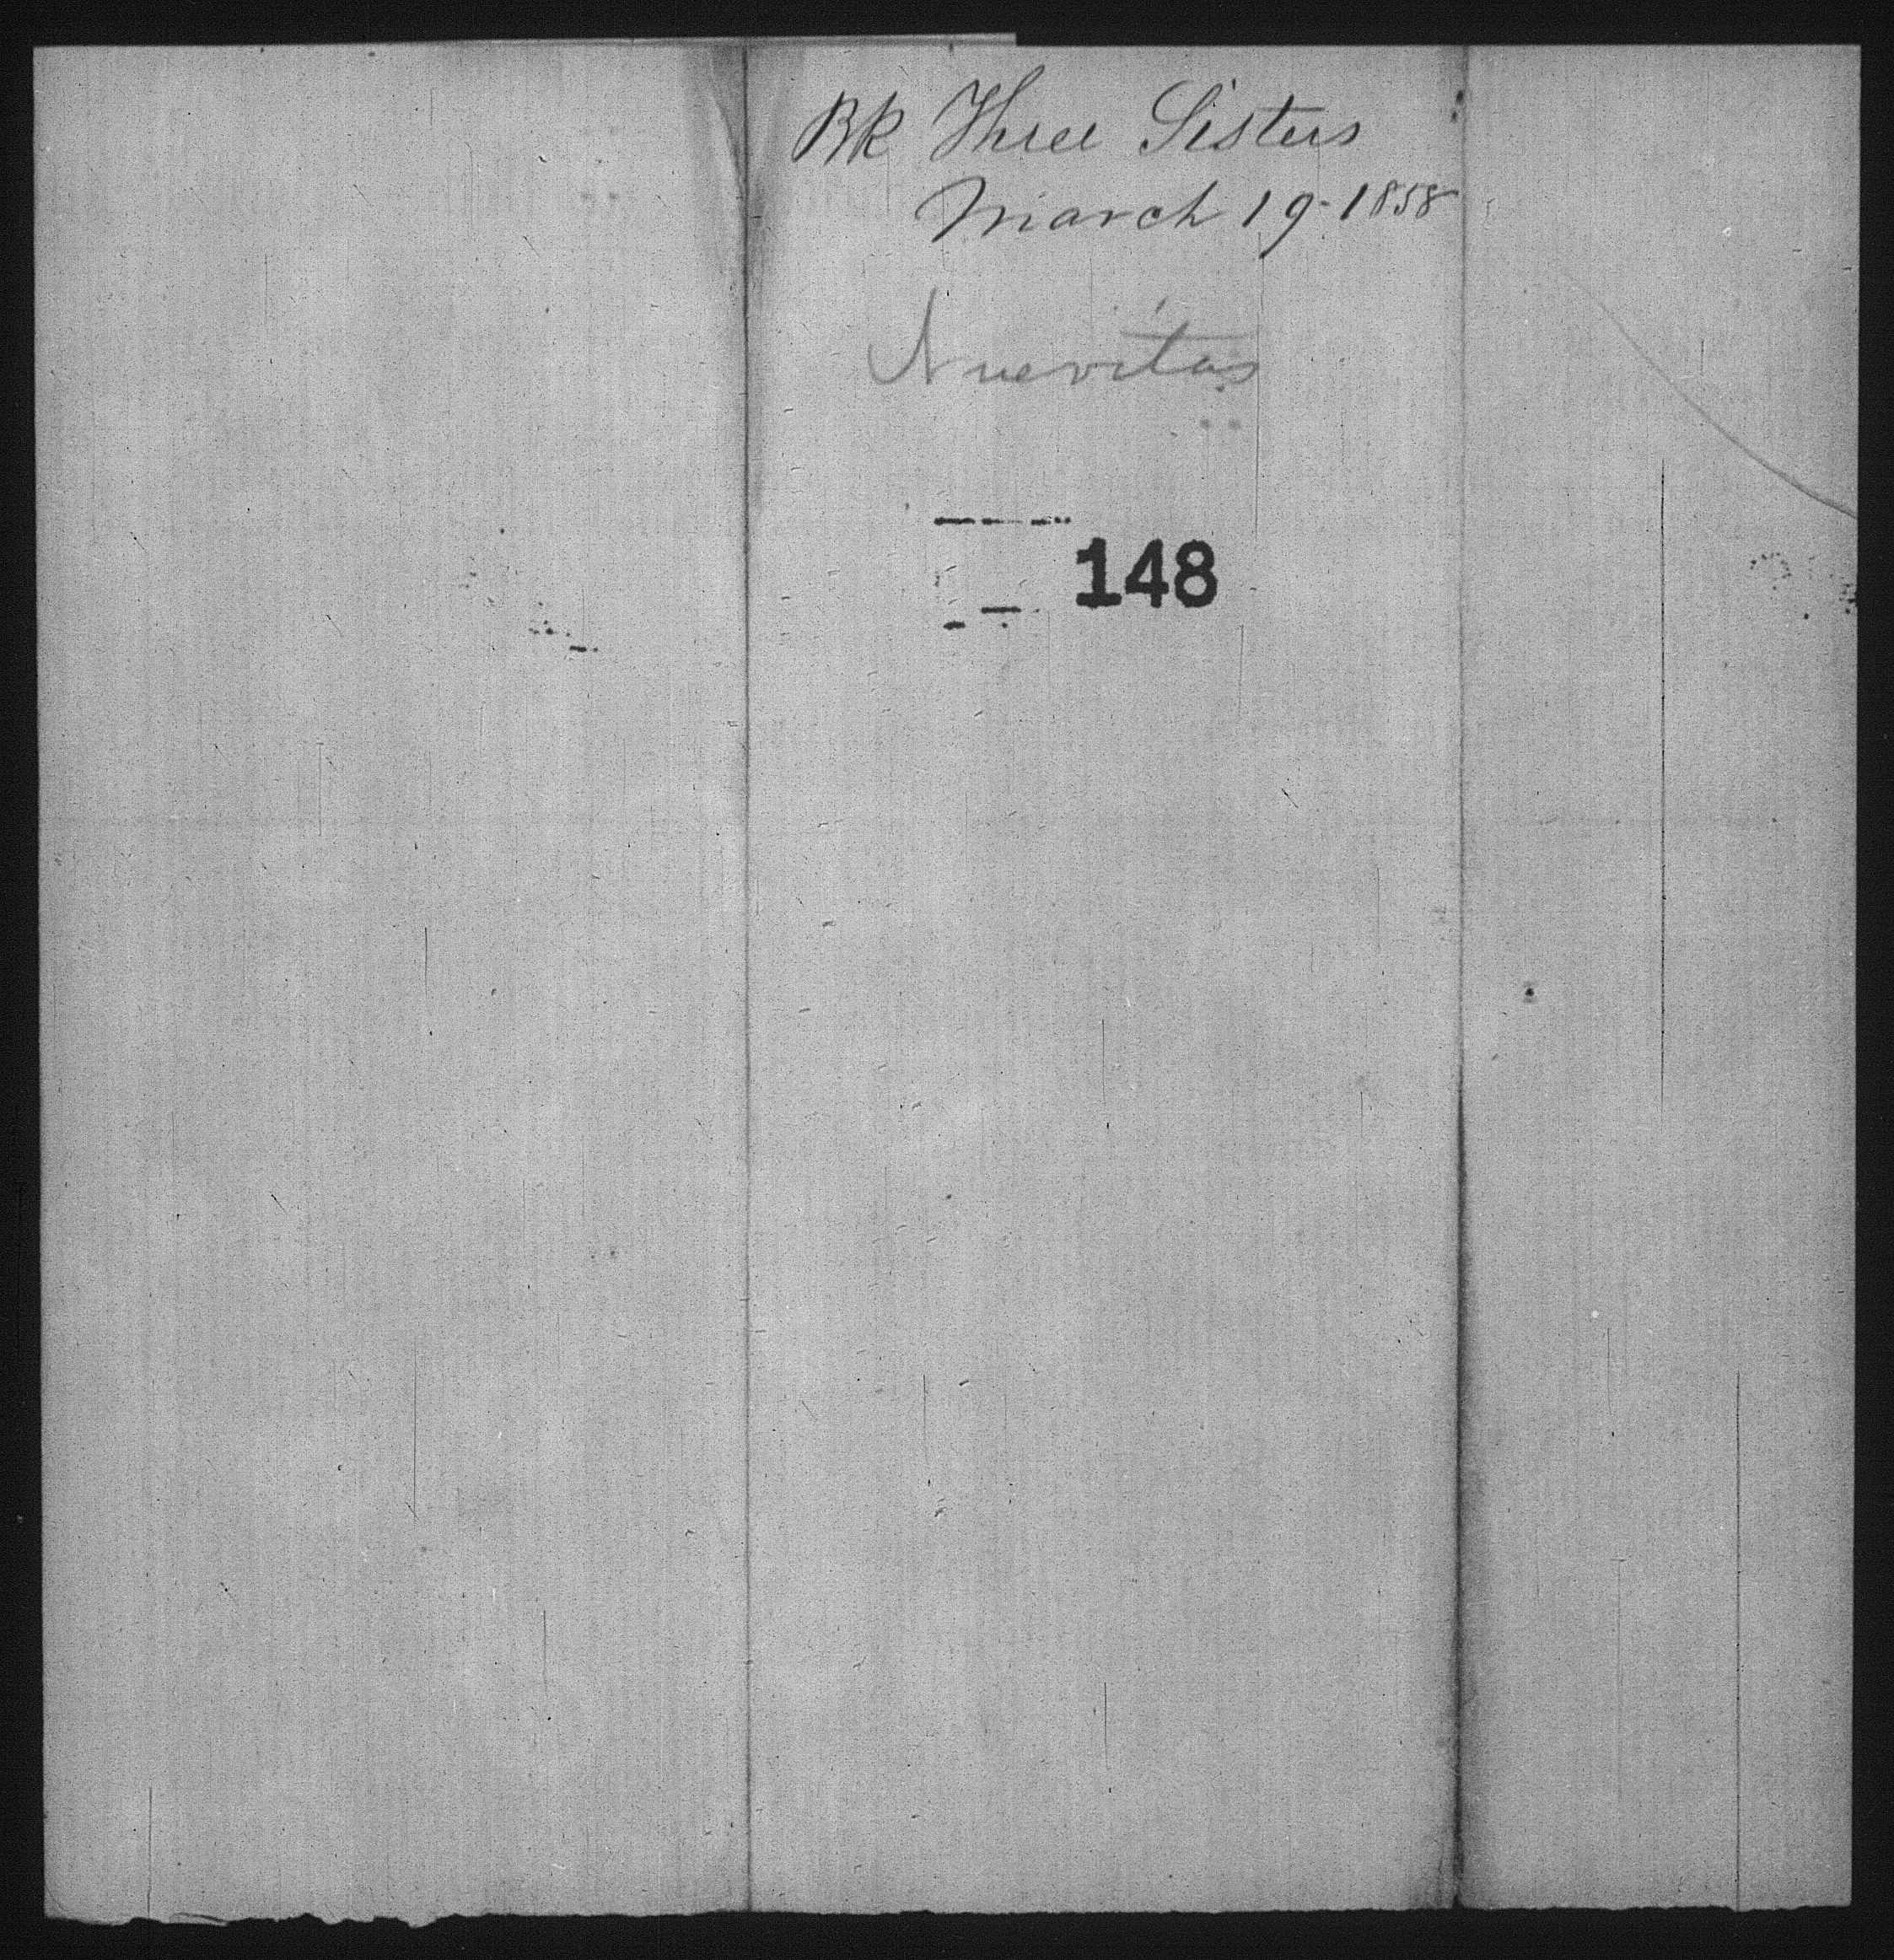 Bk Three Sisters
March 19-1858
Nuevitas
148